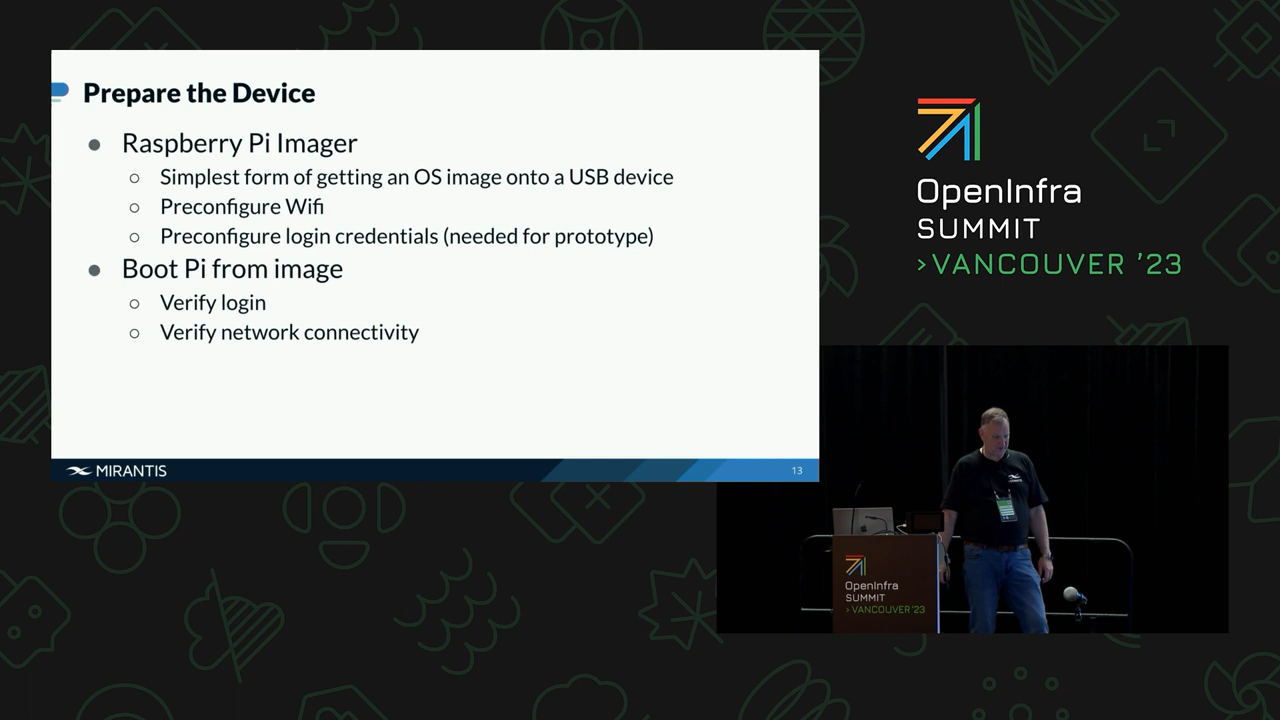 Prepare the Device
● Raspberry Pi Imager
○ Simplest form of getting an OS image onto a USB device
○ Preconfigure Wifi
○ Preconfigure login credentials (needed for prototype)
● Boot Pi from image
○ Verify login
○ Verify network connectivity
MIRANTIS
13
OpenInfra
SUMMIT
>VANCOUVER '23
MIRANTIS
OpenInfra
SUMMIT
>VANCOUVER '23